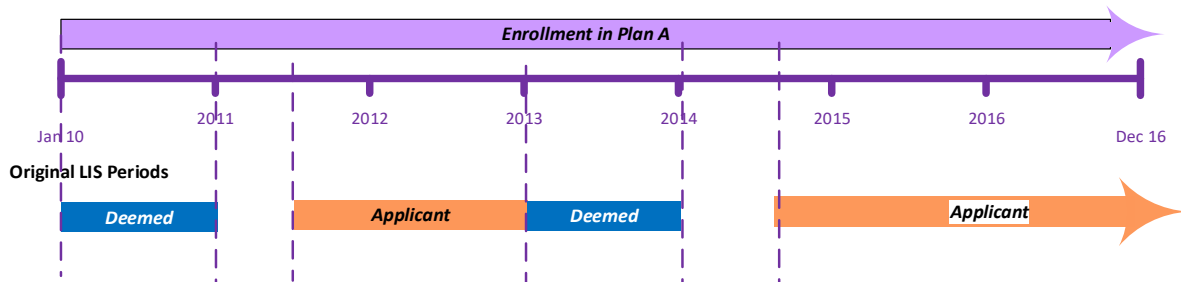 Enrollment in Plan A
2011 2012 2013 2014 2015 2016
Jan 10 Dec 16
Original LIS Periods
Deemed Applicant Deemed Applicant